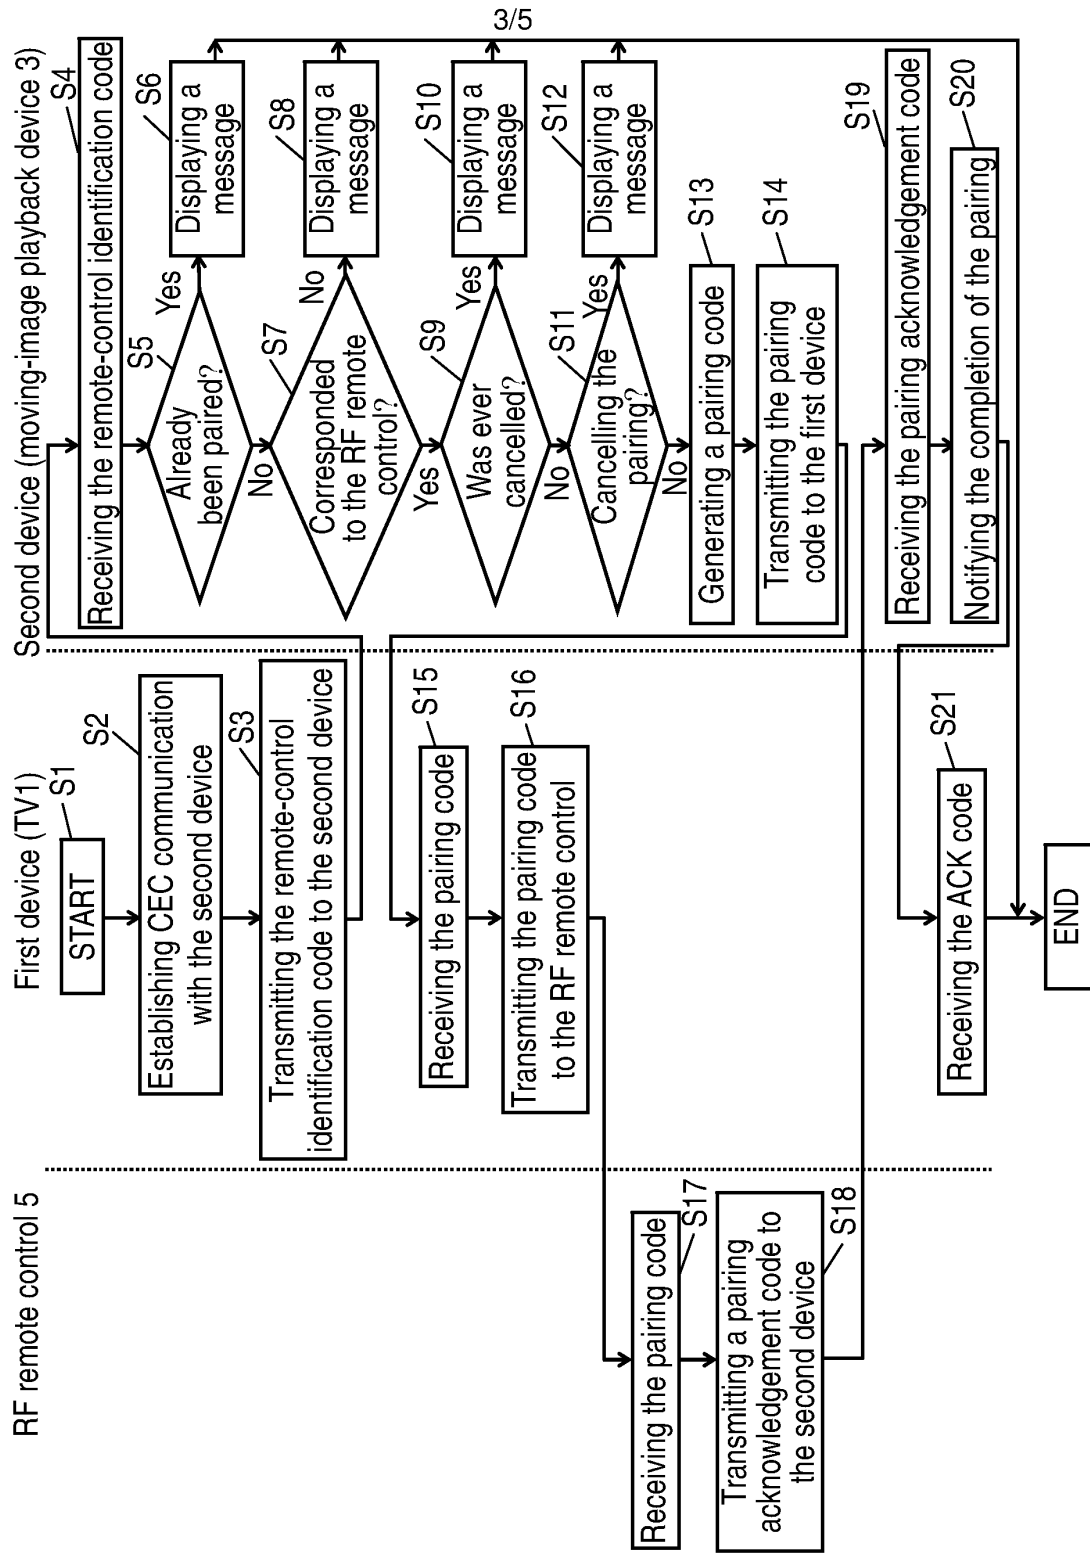 3/5
RF remote control 5
First device (TV1)
Second device (moving-image playback device 3)
START
S1
Establishing CEC communication
with the second device
S2
Transmitting the remote-control
identification code to the second device
S3
Receiving the remote-control identification code
S4
Already
been paired?
S5
Yes
No
Displaying a
message
S6
Corresponded
to the RF remote
control?
S7
No
Yes
Displaying a
message
S8
Was ever
cancelled?
S9
Yes
No
Displaying a
message
S10
Cancelling the
pairing?
S11
Yes
No
Displaying a
message
S12
Generating a pairing code
S13
Transmitting the pairing
code to the first device
S14
Receiving the pairing code
S15
Transmitting the pairing code
to the RF remote control
S16
Receiving the pairing code
S17
Transmitting a pairing
acknowledgement code to
the second device
S18
Receiving the pairing acknowledgement code
S19
Notifying the completion of the pairing
S20
Receiving the ACK code
S21
END